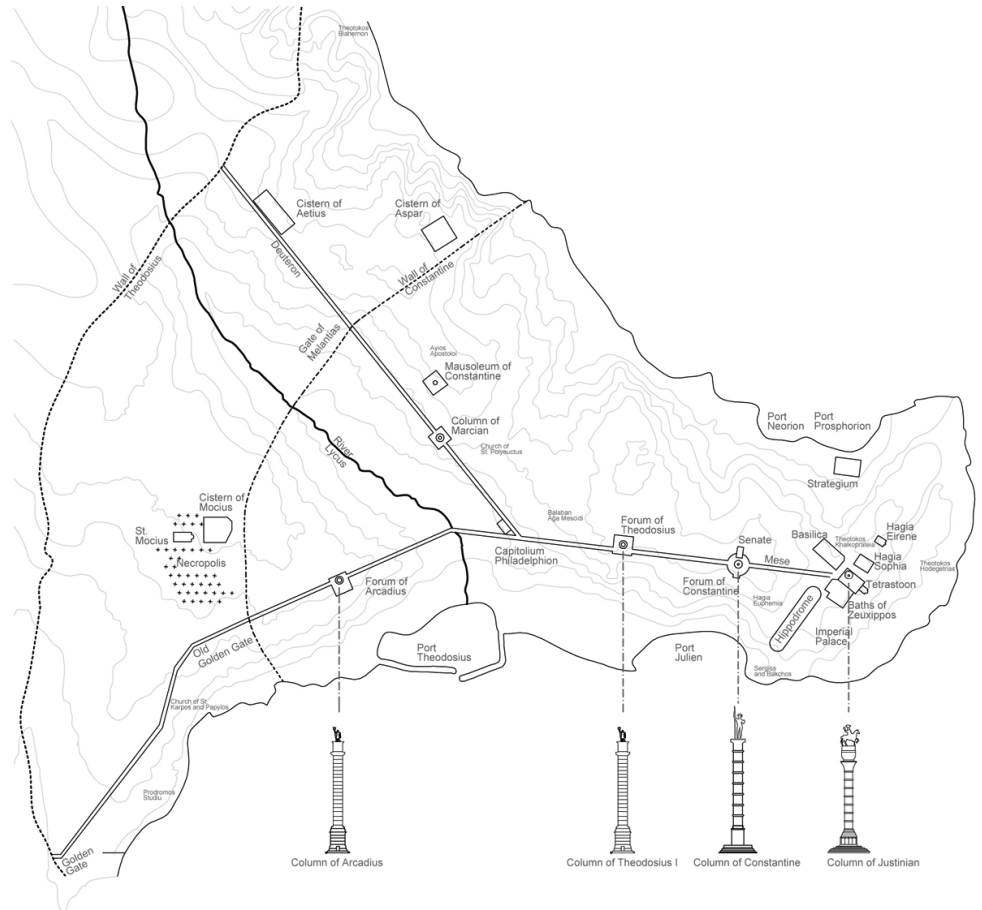 Theotokos
Blahernon
Cistern of
Aetius
Cistern of
Aspar
Deuteron
Wall of
Theodosius
Wall of
Constantine
Gate of
Melantias
Ayios
Apostoloi
Mausoleum of
Constantine
Column of
Marcian
Church of
St. Polyeuctus
River
Lycus
Port
Neorion
Port
Prosphorion
Strategium
Cistern of
Mocius
St.
Mocius
Necropolis
Balaban
Aga Mescidi
Forum of
Theodosius
Capitolium
Philadelphion
Senate
Mese
Basilica
Theotokos
Khalkoprateia
Hagia
Eirene
Hagia
Sophia
Theotokos
Hodegetrias
Tetrastoon
Forum of
Arcadius
Forum of
Constantine
Hagia
Euphemia
Hippodrome
Baths of
Zeuxippos
Imperial
Palace
Old
Golden Gate
Port
Theodosius
Port
Julien
Sergios
and Bakchos
Church of St.
Karpos and Papylos
Prodromos
Studiu
Golden
Gate
Column of Arcadius
Column of Theodosius I
Column of Constantine
Column of Justinian